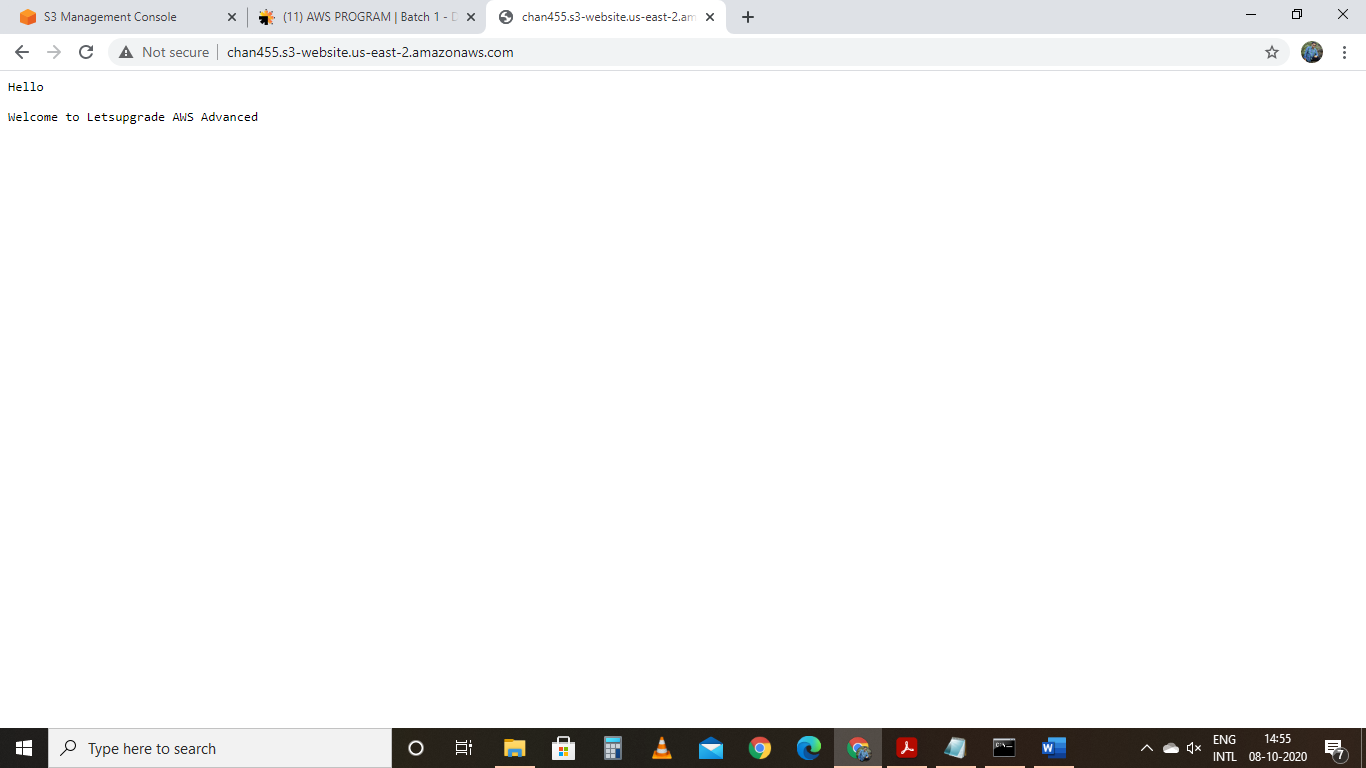 S3 Management Console
(11) AWS PROGRAM | Batch 1 -
chan455.s3-website.us-east-2.am
Not secure
chan455.s3-website.us-east-2.amazonaws.com
Hello
Welcome to Letsupgrade AWS Advanced
Type here to search
ENG
INTL
14:55
08-10-2020
7